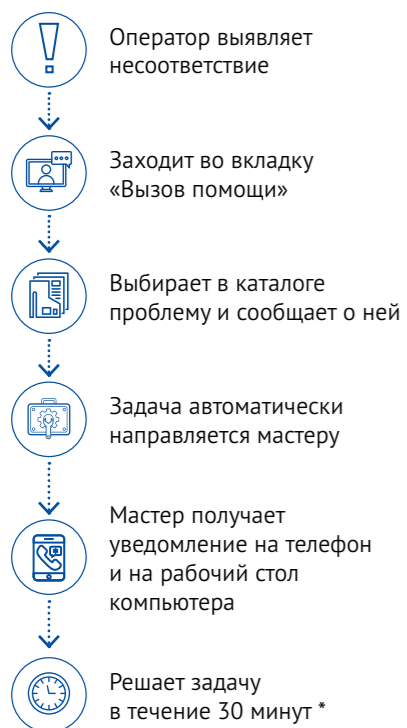 Оператор выявляет
несоответствие
Заходит во вкладку
«Вызов помощи»
Выбирает в каталоге
проблему и сообщает о ней
Задача автоматически
направляется мастеру
Мастер получает
уведомление на телефон
и на рабочий стол
компьютера
Решает задачу
в течение 30 минут *